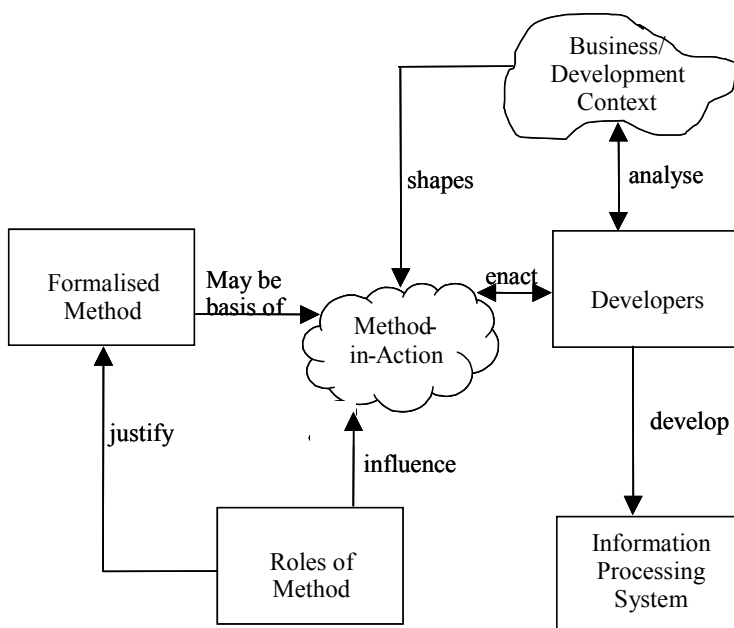 Business/
Development
Context
shapes
analyse
Formalised
Method
May be
basis of
enact
Developers
Method-
in-Action
justify
influence
develop
Roles of
Method
Information
Processing
System